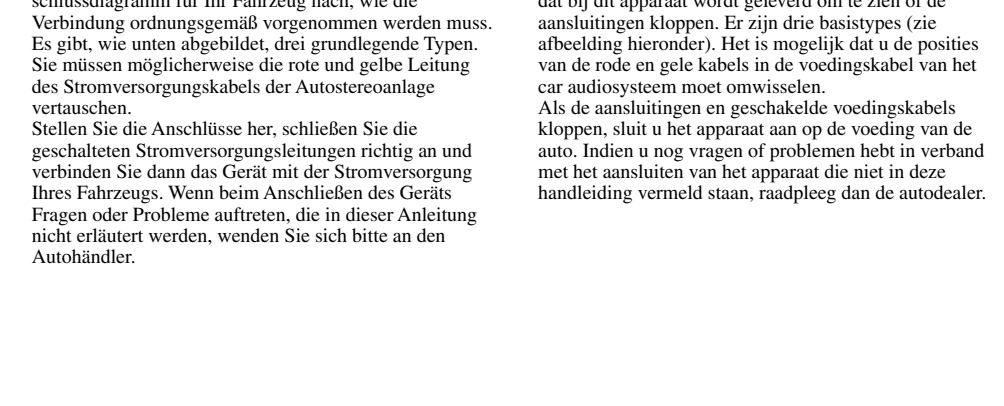 schlussdiagramm für Ihr Fahrzeug nach, wie die
Verbindung ordnungsgemäß vorgenommen werden muss.
Es gibt, wie unten abgebildet, drei grundlegende Typen.
Sie müssen möglicherweise die rote und gelbe Leitung
des Stromversorgungskabels der Autostereoanlage
vertauschen.
Stellen Sie die Anschlüsse her, schließen Sie die
geschalteten Stromversorgungsleitungen richtig an und
verbinden Sie dann das Gerät mit der Stromversorgung
Ihres Fahrzeugs. Wenn beim Anschließen des Geräts
Fragen oder Probleme auftreten, die in dieser Anleitung
nicht erläutert werden, wenden Sie sich bitte an den
Autohändler.
dat bij dit apparaat wordt geleverd om te zien of de
aansluitingen kloppen. Er zijn drie basistypes (zie
afbeelding hieronder). Het is mogelijk dat u de posities
van de rode en gele kabels in de voedingskabel van het
car audiosysteem moet omwisselen.
Als de aansluitingen en geschakelde voedingskabels
kloppen, sluit u het apparaat aan op de voeding van de
auto. Indien u nog vragen of problemen hebt in verband
met het aansluiten van het apparaat die niet in deze
handleiding vermeld staan, raadpleeg dan de autodealer.